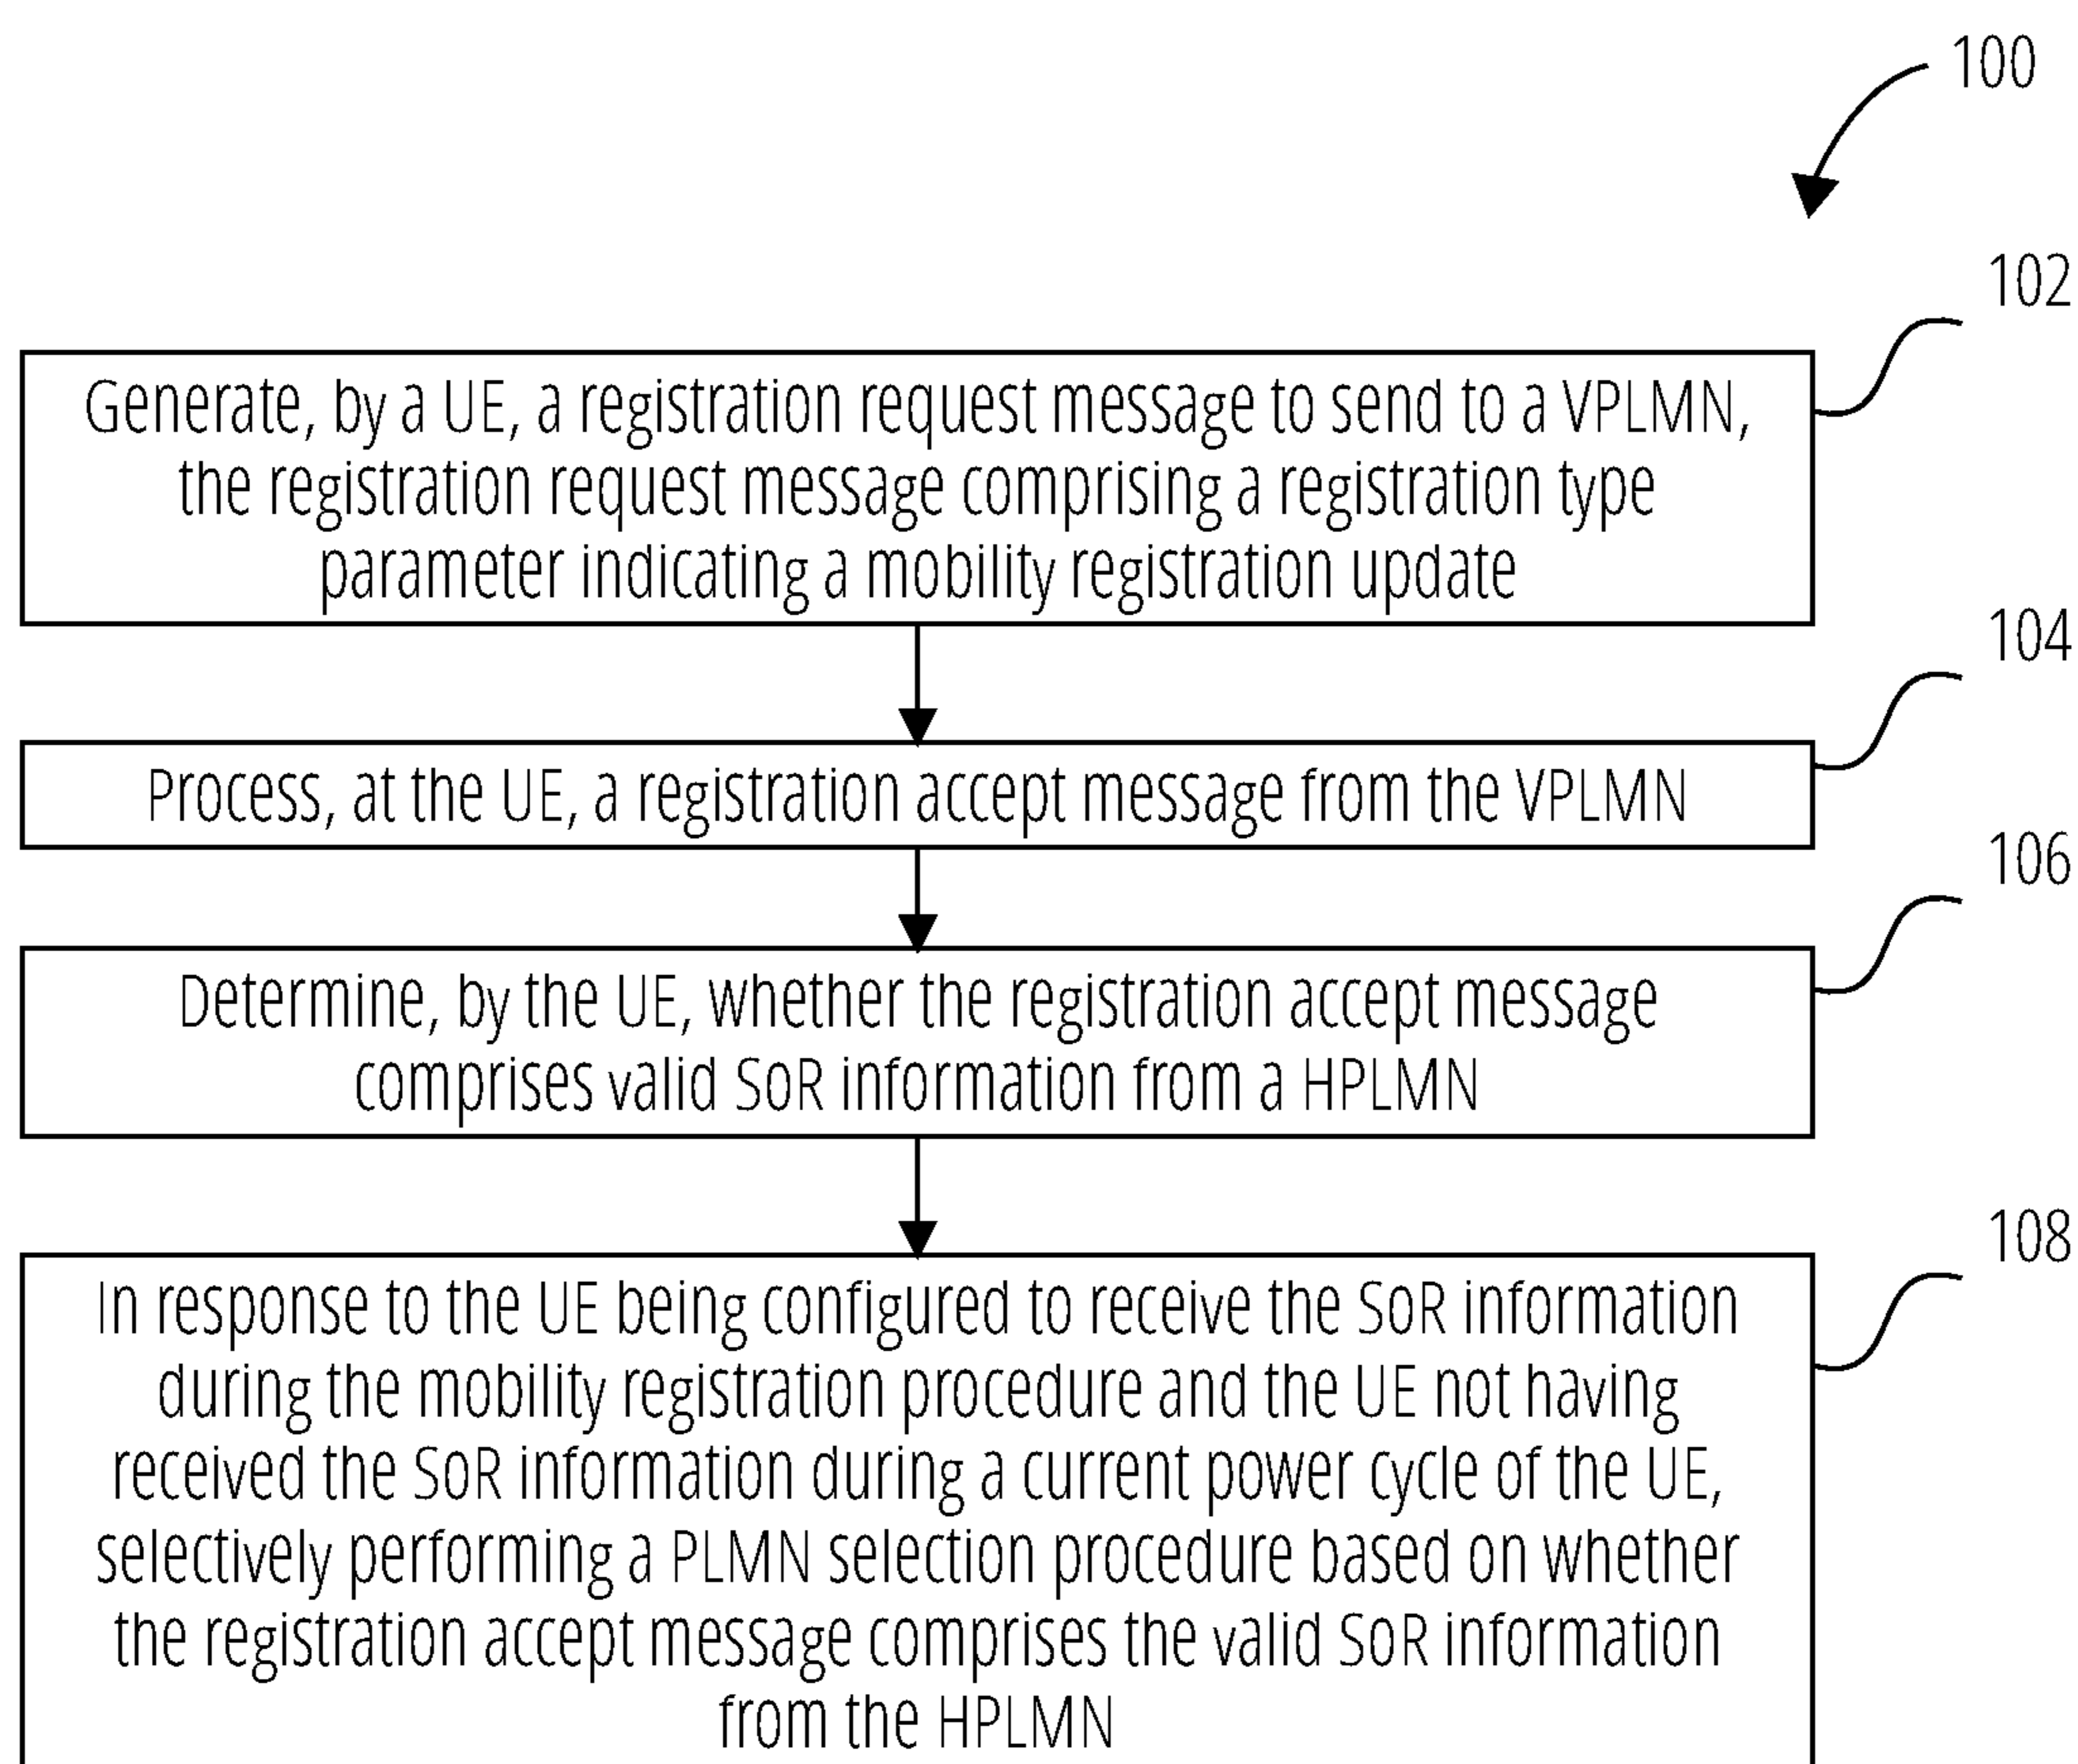 100
102
Generate, by a UE, a registration request message to send to a VPLMN,
the registration request message comprising a registration type
parameter indicating a mobility registration update
104
Process, at the UE, a registration accept message from the VPLMN
106
Determine, by the UE, whether the registration accept message
comprises valid SoR information from a HPLMN
108
In response to the UE being configured to receive the SoR information
during the mobility registration procedure and the UE not having
received the SoR information during a current power cycle of the UE,
selectively performing a PLMN selection procedure based on whether
the registration accept message comprises the valid SoR information
from the HPLMN